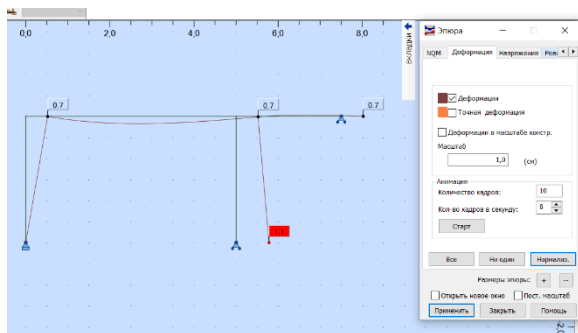 0,0 2,0 4,0 6,0 8,0
0.7 0.7 0.7
Эпюра
NQM Деформация Напряжения
Деформация
Точная деформация
Деформации в масштабе констр.
Масштаб
1,0 (см)
Анимация
Количество кадров: 10
Кол-во кадров в секунду: 8
Старт
Все Ни один Нормализ.
Размеры эпюры: + --
Открыть новое окно Пост. масштаб
Применить Закрыть Помощь